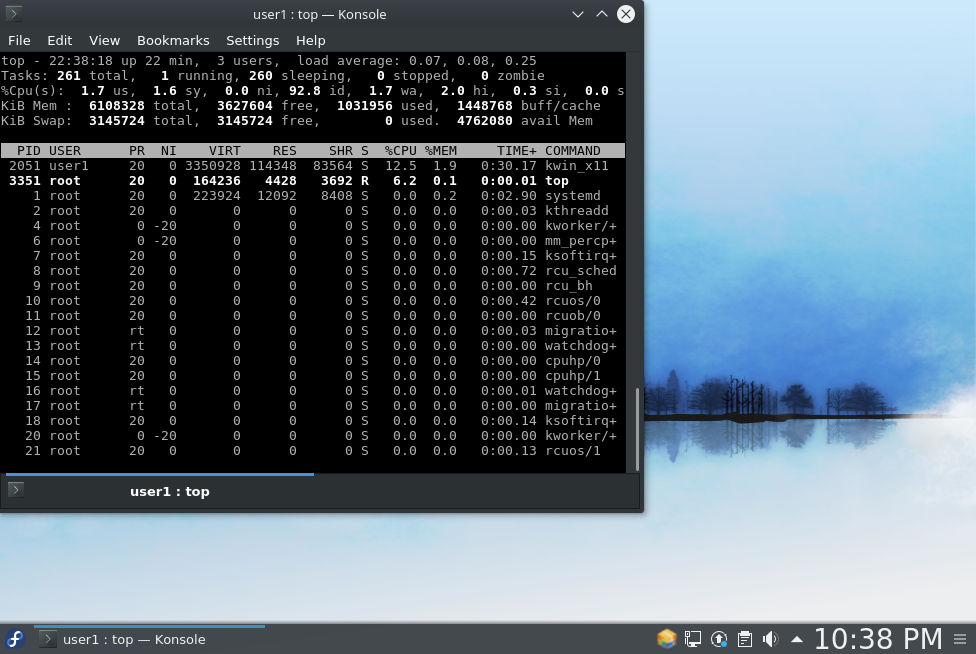 user1 : top — Konsole
File Edit View Bookmarks Settings Help
top - 22:38:18 up 22 min,  3 users,  load average: 0.07, 0.08, 0.25
Tasks: 261 total,   1 running, 260 sleeping,   0 stopped,   0 zombie
%Cpu(s):  1.7 us,  1.6 sy,  0.0 ni, 92.8 id,  1.7 wa,  2.0 hi,  0.3 si,  0.0 s
KiB Mem :  6108328 total,  3627604 free,  1031956 used,  1448768 buff/cache
KiB Swap:  3145724 total,  3145724 free,        0 used.  4762080 avail Mem
PID USER      PR  NI    VIRT    RES    SHR S  %CPU %MEM     TIME+ COMMAND
2051 user1     20   0 3350928 114348  83564 S  12.5  1.9   0:30.17 kwin_x11
3351 root      20   0  164236   4428   3692 R   6.2  0.1   0:00.01 top
1 root      20   0  223924  12092   8408 S   0.0  0.2   0:02.90 systemd
2 root      20   0       0      0      0 S   0.0  0.0   0:00.03 kthreadd
4 root       0 -20       0      0      0 S   0.0  0.0   0:00.00 kworker/+
6 root       0 -20       0      0      0 S   0.0  0.0   0:00.00 mm_percp+
7 root      20   0       0      0      0 S   0.0  0.0   0:00.15 ksoftirq+
8 root      20   0       0      0      0 S   0.0  0.0   0:00.72 rcu_sched
9 root      20   0       0      0      0 S   0.0  0.0   0:00.00 rcu_bh
10 root      20   0       0      0      0 S   0.0  0.0   0:00.42 rcuos/0
11 root      20   0       0      0      0 S   0.0  0.0   0:00.00 rcuob/0
12 root      rt   0       0      0      0 S   0.0  0.0   0:00.03 migratio+
13 root      rt   0       0      0      0 S   0.0  0.0   0:00.00 watchdog+
14 root      20   0       0      0      0 S   0.0  0.0   0:00.00 cpuhp/0
15 root      20   0       0      0      0 S   0.0  0.0   0:00.00 cpuhp/1
16 root      rt   0       0      0      0 S   0.0  0.0   0:00.01 watchdog+
17 root      rt   0       0      0      0 S   0.0  0.0   0:00.00 migratio+
18 root      20   0       0      0      0 S   0.0  0.0   0:00.14 ksoftirq+
20 root       0 -20       0      0      0 S   0.0  0.0   0:00.00 kworker/+
21 root      20   0       0      0      0 S   0.0  0.0   0:00.13 rcuos/1
user1 : top
user1 : top — Konsole
10:38 PM